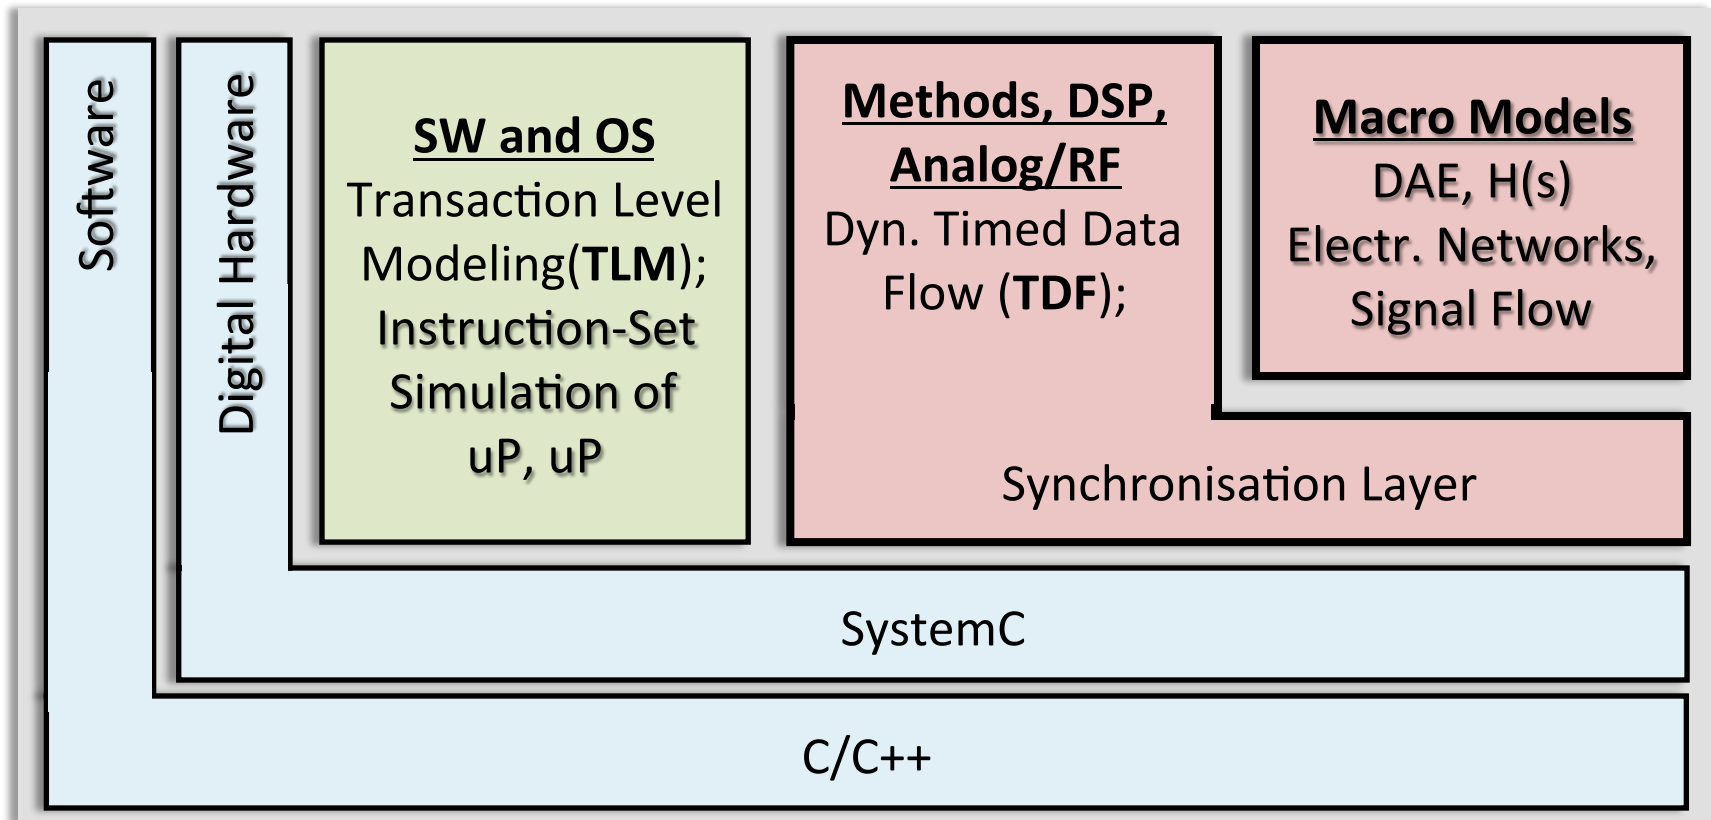 Software
Digital Hardware
SW and OS
Transaction Level
Modeling(TLM);
Instruction-Set
Simulation of
uP, uP
Methods, DSP,
Analog/RF
Dyn. Timed Data
Flow (TDF);
Macro Models
DAE, H(s)
Electr. Networks,
Signal Flow
Synchronisation Layer
SystemC
C/C++